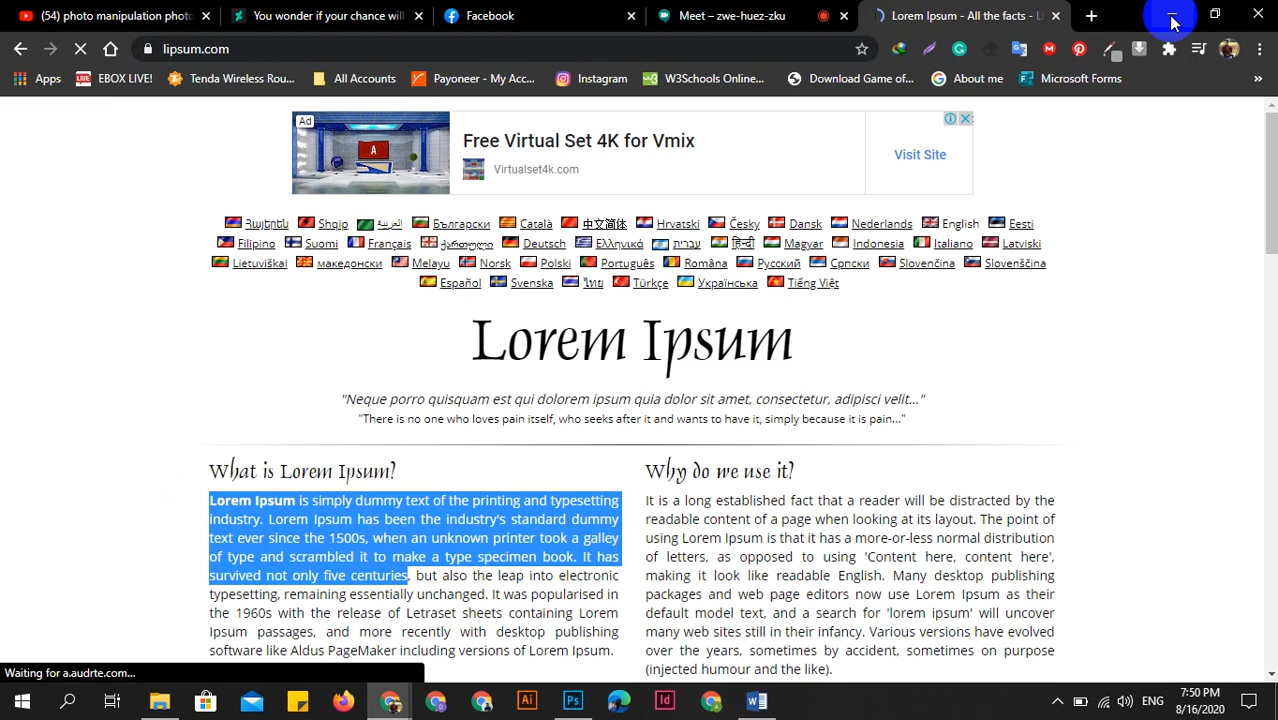 (54) photo manipulation photo
You wonder if your chance will
Facebook
Meet – zwe-huez-zku
Lorem Ipsum - All the facts - L
lipsum.com
Apps
EBOX LIVE!
Tenda Wireless Rou...
All Accounts
Payoneer - My Acc...
Instagram
W3Schools Online...
Download Game of...
About me
Microsoft Forms
»
Ad
Free Virtual Set 4K for Vmix
Virtualset4k.com
Visit Site
Հայերեն Shqip العربية Български Català 中文简体 Hrvatski Česky Dansk Nederlands English Eesti
Filipino Suomi Français ქართული Deutsch Ελληνικά עברית हिन्दी Magyar Indonesia Italiano Latviski
Lietuviškai македонски Melayu Norsk Polski Português Româna Pyccкий Српски Slovenčina Slovenščina
Español Svenska ไทย Türkçe Українська Tiếng Việt
Lorem Ipsum
"Neque porro quisquam est qui dolorem ipsum quia dolor sit amet, consectetur, adipisci velit..."
"There is no one who loves pain itself, who seeks after it and wants to have it, simply because it is pain..."
What is Lorem Ipsum?
Lorem Ipsum is simply dummy text of the printing and typesetting
industry. Lorem Ipsum has been the industry's standard dummy
text ever since the 1500s, when an unknown printer took a galley
of type and scrambled it to make a type specimen book. It has
survived not only five centuries, but also the leap into electronic
typesetting, remaining essentially unchanged. It was popularised in
the 1960s with the release of Letraset sheets containing Lorem
Ipsum passages, and more recently with desktop publishing
software like Aldus PageMaker including versions of Lorem Ipsum.
Why do we use it?
It is a long established fact that a reader will be distracted by the
readable content of a page when looking at its layout. The point of
using Lorem Ipsum is that it has a more-or-less normal distribution
of letters, as opposed to using 'Content here, content here',
making it look like readable English. Many desktop publishing
packages and web page editors now use Lorem Ipsum as their
default model text, and a search for 'lorem ipsum' will uncover
many web sites still in their infancy. Various versions have evolved
over the years, sometimes by accident, sometimes on purpose
(injected humour and the like).
Waiting for a.audrte.com...
Ai
Ps
Id
ENG
7:50 PM
8/16/2020